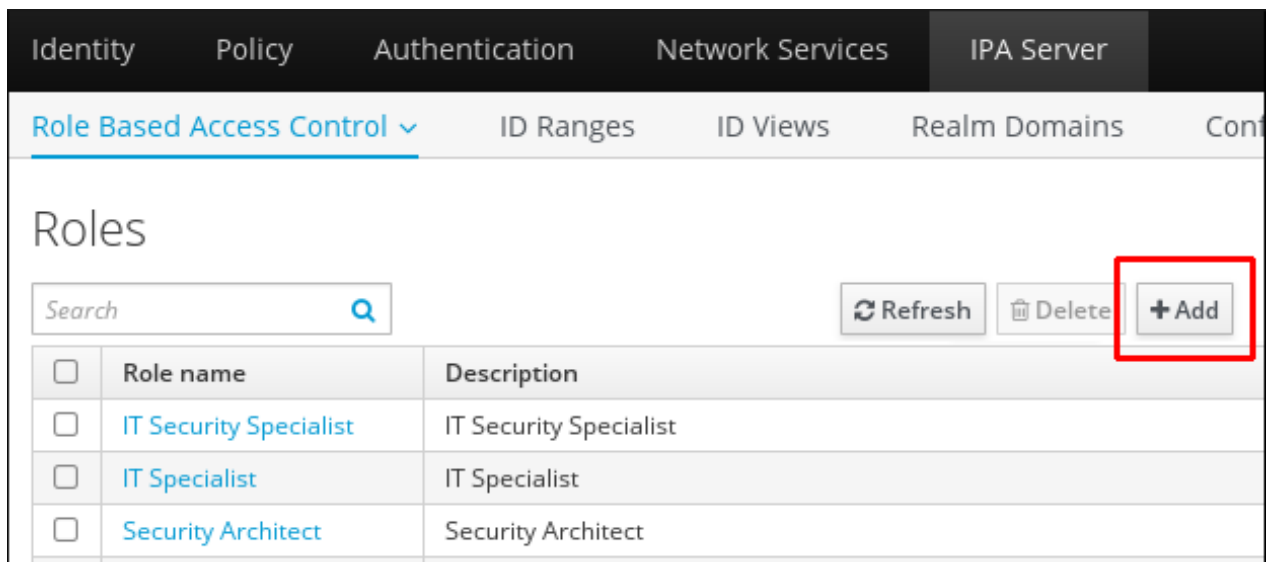 Identity Policy Authentication Network Services IPA Server
Role Based Access Control ID Ranges ID Views Realm Domains
Roles
Search Refresh Delete +Add
Role name Description
IT Security Specialist IT Security Specialist
IT Specialist IT Specialist
Security Architect Security Architect